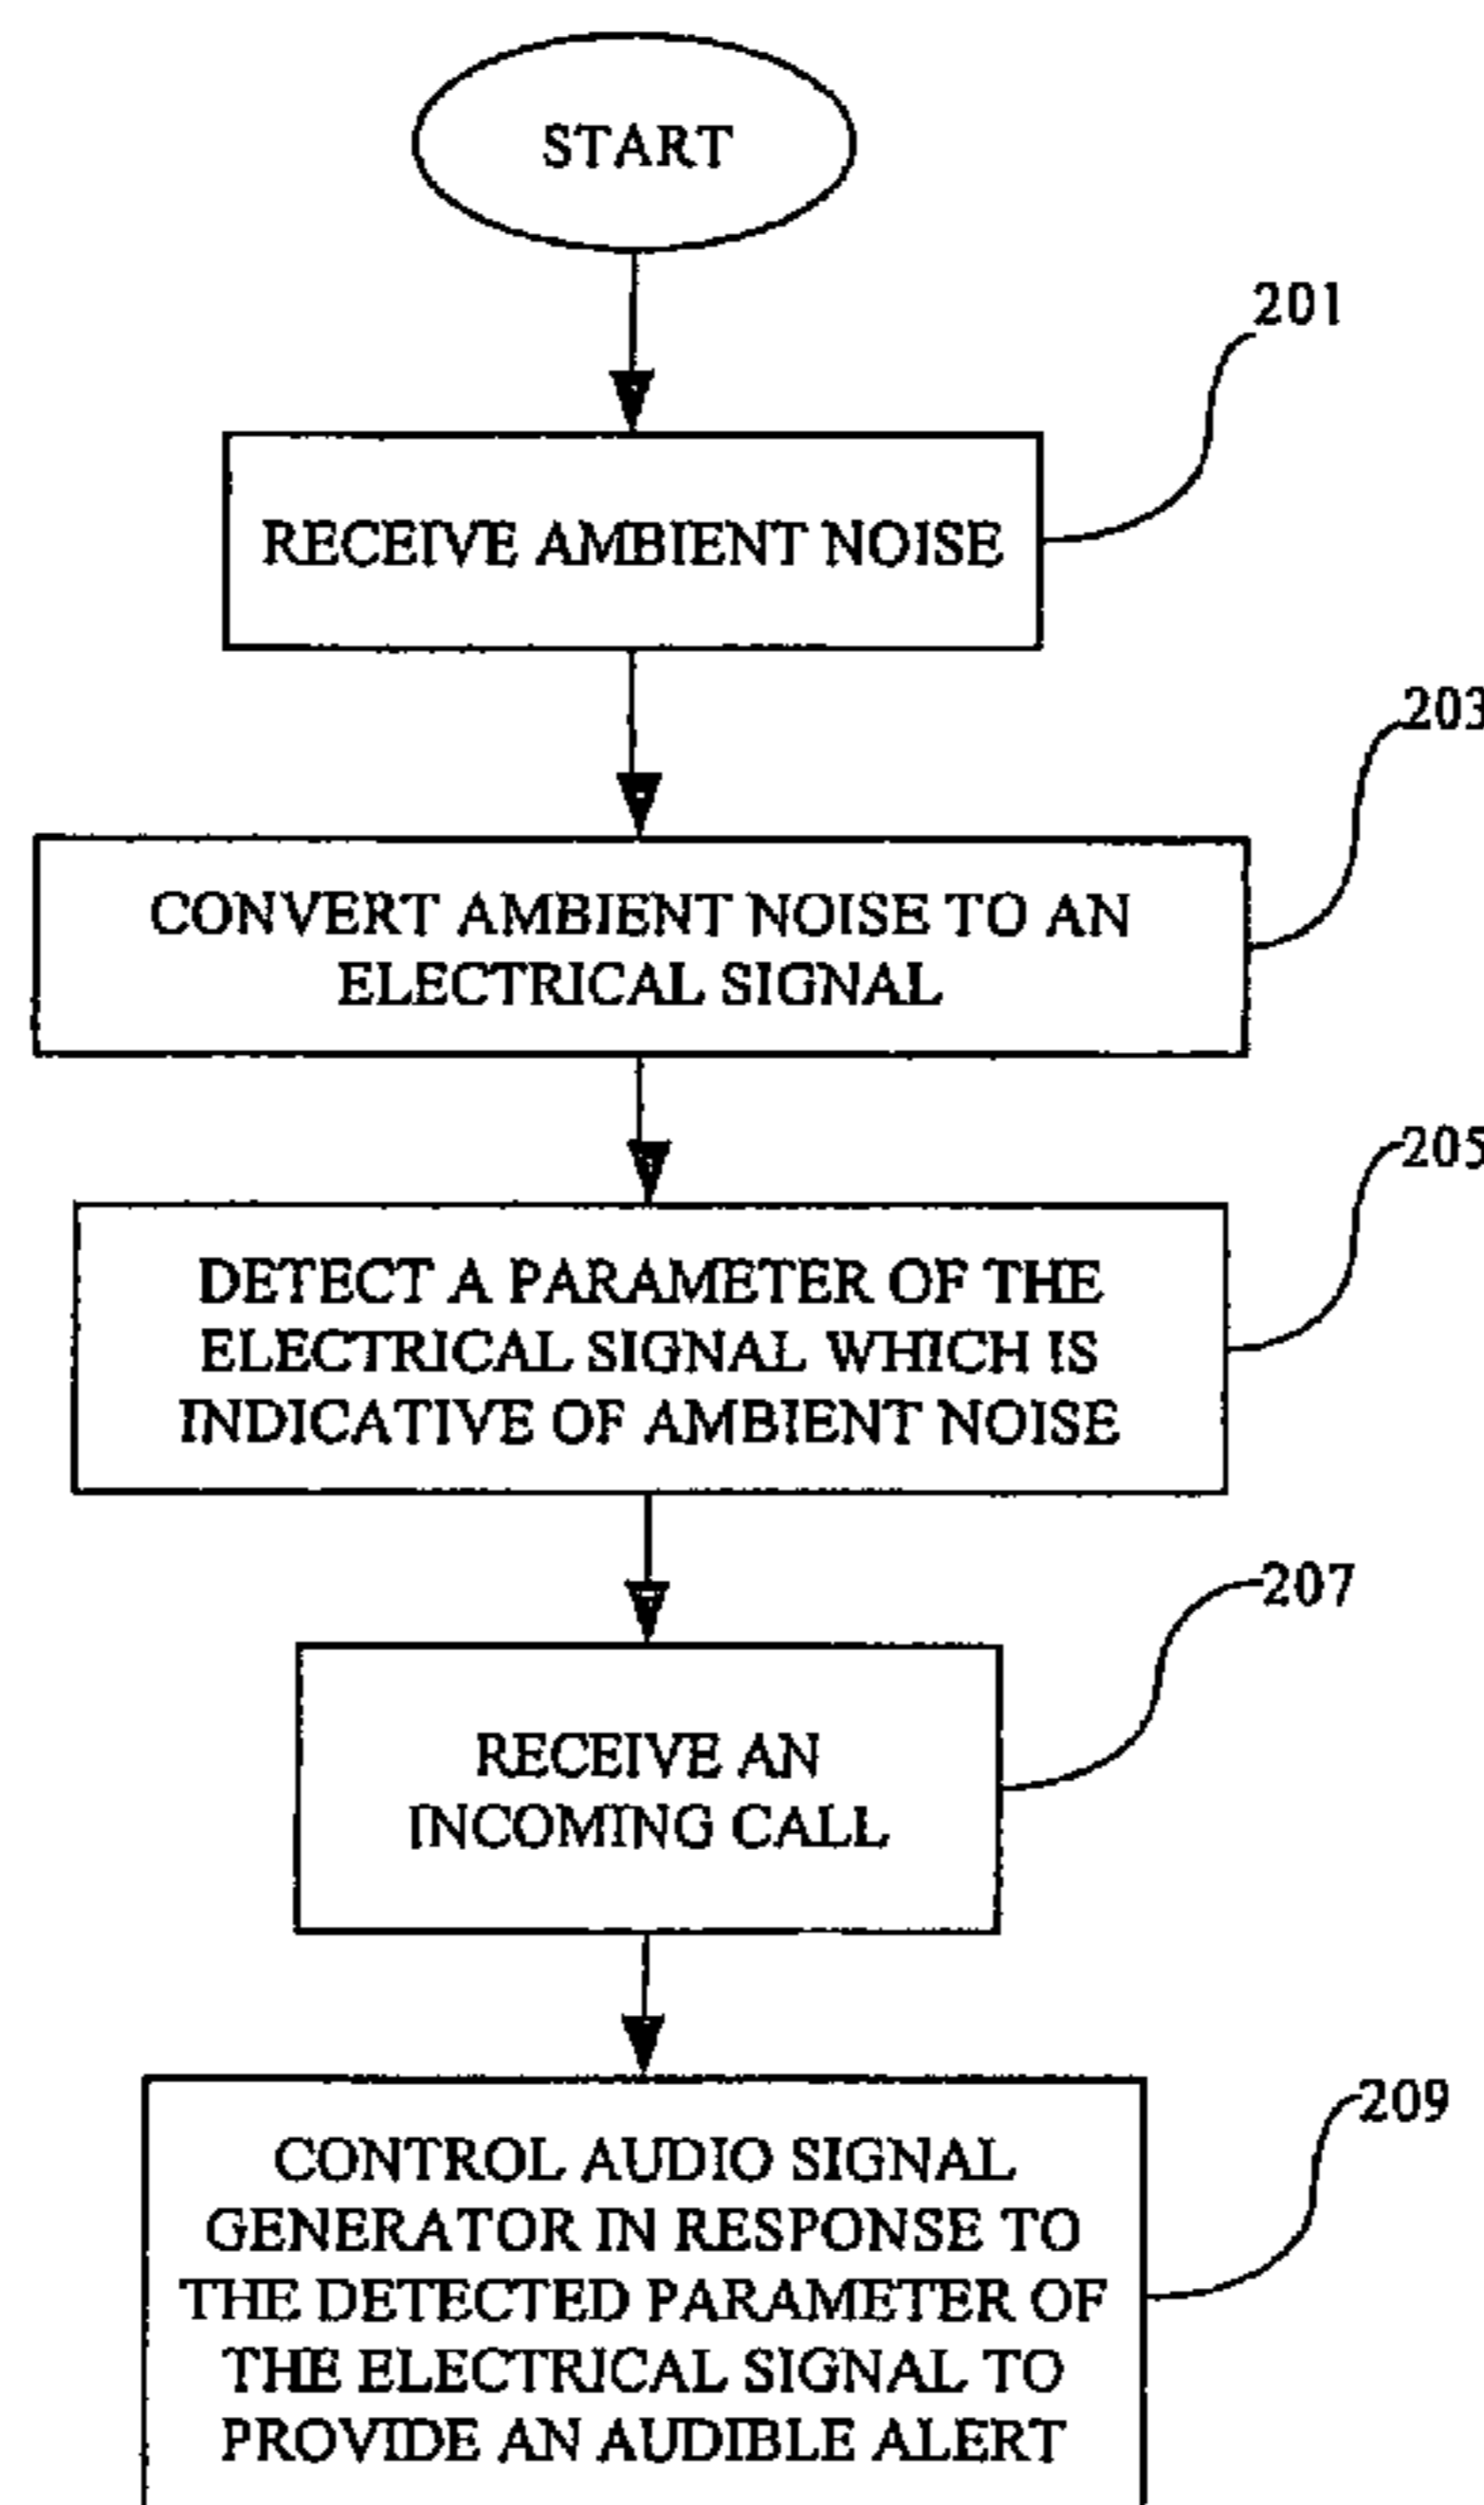 START
201
RECEIVE AMBIENT NOISE
203
CONVERT AMBIENT NOISE TO AN
ELECTRICAL SIGNAL
205
DETECT A PARAMETER OF THE
ELECTRICAL SIGNAL WHICH IS
INDICATIVE OF AMBIENT NOISE
207
RECEIVE AN
INCOMING CALL
209
CONTROL AUDIO SIGNAL
GENERATOR IN RESPONSE TO
THE DETECTED PARAMETER OF
THE ELECTRICAL SIGNAL TO
PROVIDE AN AUDIBLE ALERT